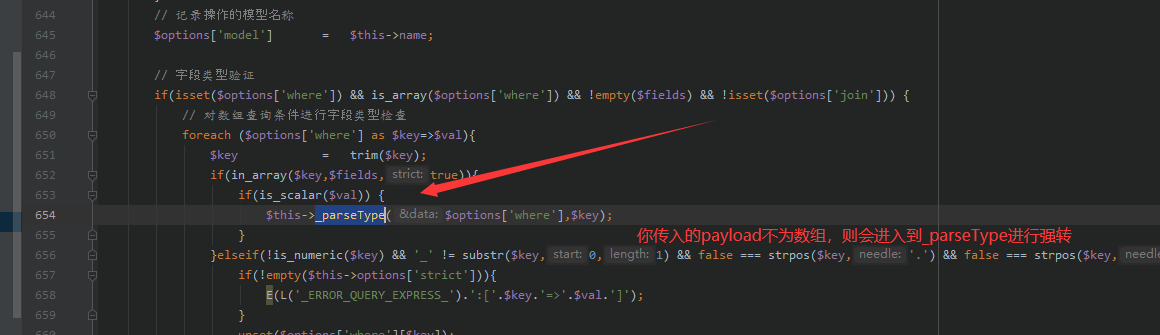 644
645 // 记录操作的模型名称
$options['model'] = $this->name;
646
647 // 字段类型验证
648 if(isset($options['where']) && is_array($options['where']) && !empty($fields) && !isset($options['join'])) {
649 // 对数组查询条件进行字段类型检查
650 foreach ($options['where'] as $key=>$val){
651 $key = trim($key);
652 if(in_array($key,$fields, strict: true)){
653 if(is_scalar($val)) {
654 $this->_parseType( &data: $options['where'],$key);
655 }
你传入的payload不为数组，则会进入到_parseType进行强转
656 }elseif(!is_numeric($key) && '_' != substr($key, start: 0, length: 1) && false === strpos($key, needle: '.') && false === strpos($key,
657 if(!empty($this->options['strict'])){
658 E(L('_ERROR_QUERY_EXPRESS_').':['.$key.'=>'.$val.']');
659 }
660 unset($options['where'][$key]);